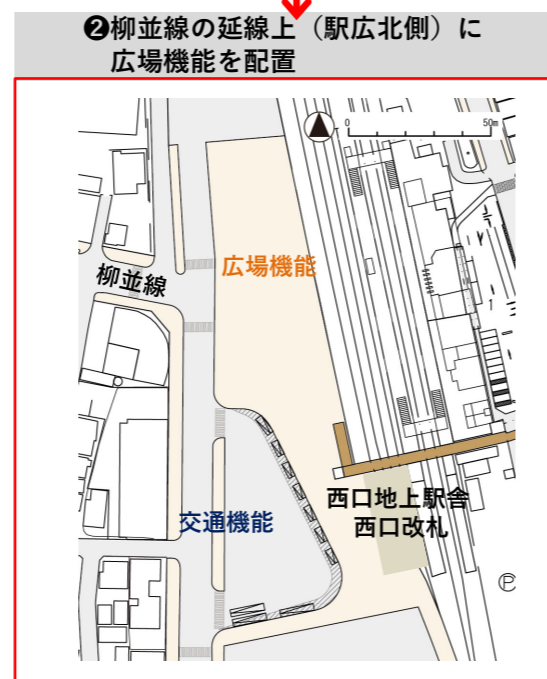 ❷柳並線の延線上（駅広北側）に
広場機能を配置
0
50m
広場機能
柳並線
西口地上駅舎
西口改札
交通機能
P